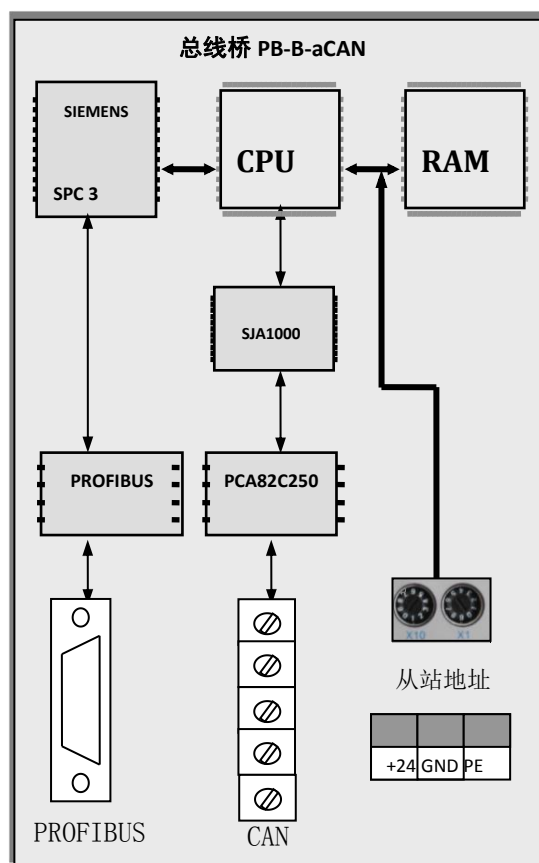 总线桥 PB-B-aCAN
SIEMENS
SPC 3
CPU
RAM
SJA1000
PROFIBUS
PCA82C250
X10
X1
从站地址
+24 GND PE
PROFIBUS
CAN